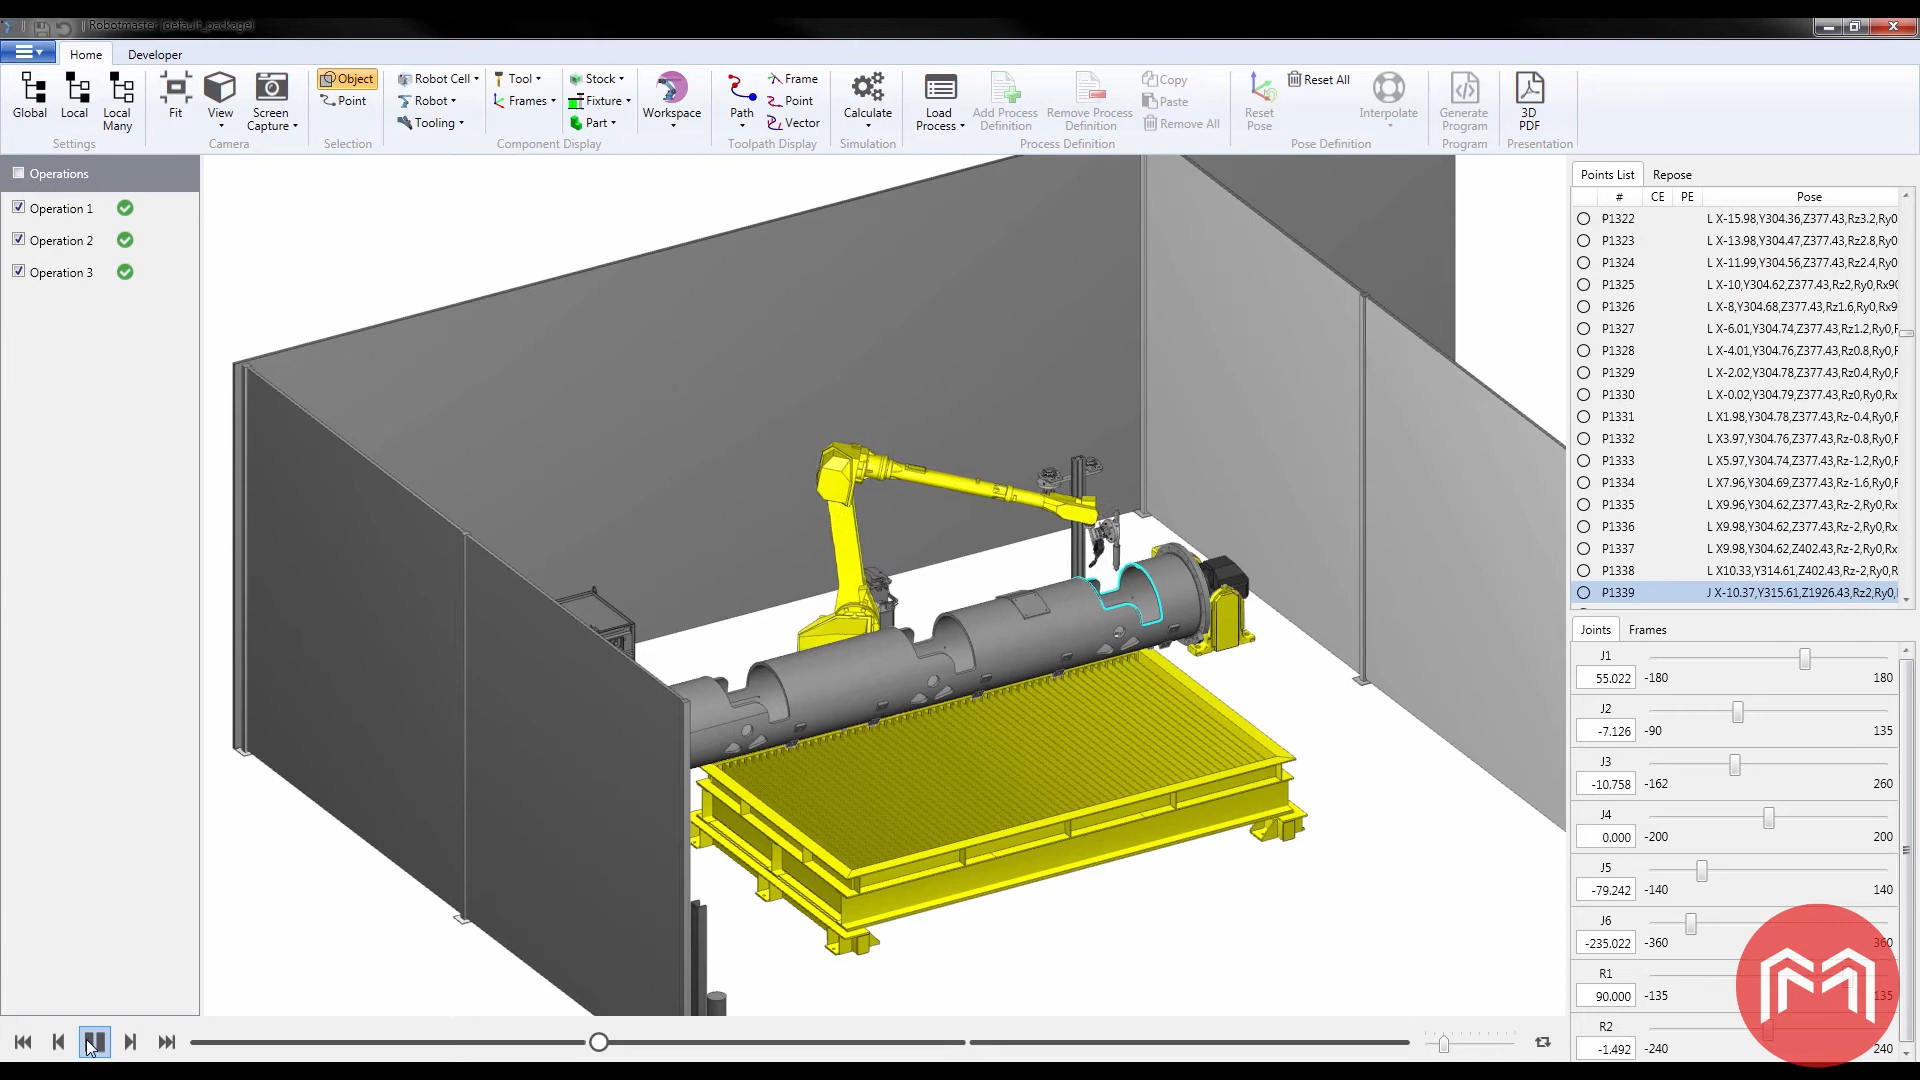 Robotmaster (default_package)
Home Developer
Global Local Local Many
Settings
Fit View Screen Capture
Camera
Object
Point
Selection
Robot Cell
Robot
Tooling
Tool
Frames
Stock
Fixture
Part
Component Display
Workspace
Path
Frame
Point
Vector
Toolpath Display
Calculate
Simulation
Load Process
Add Process Definition
Remove Process Definition
Copy
Paste
Remove All
Process Definition
Reset Pose
Reset All
Interpolate
Pose Definition
Generate Program
Program
3D PDF
Presentation
Operations
Operation 1
Operation 2
Operation 3
Points List Repose
# CE PE Pose
P1322 L X-15.98,Y304.36,Z377.43,Rz3.2,Ry0
P1323 L X-13.98,Y304.47,Z377.43,Rz2.8,Ry0
P1324 L X-11.99,Y304.56,Z377.43,Rz2.4,Ry0
P1325 L X-10,Y304.62,Z377.43,Rz2,Ry0,Rx90
P1326 L X-8,Y304.68,Z377.43,Rz1.6,Ry0,Rx9
P1327 L X-6.01,Y304.74,Z377.43,Rz1.2,Ry0,R
P1328 L X-4.01,Y304.76,Z377.43,Rz0.8,Ry0,R
P1329 L X-2.02,Y304.78,Z377.43,Rz0.4,Ry0,R
P1330 L X-0.02,Y304.79,Z377.43,Rz0,Ry0,Rx
P1331 L X1.98,Y304.78,Z377.43,Rz-0.4,Ry0,R
P1332 L X3.97,Y304.76,Z377.43,Rz-0.8,Ry0,R
P1333 L X5.97,Y304.74,Z377.43,Rz-1.2,Ry0,R
P1334 L X7.96,Y304.69,Z377.43,Rz-1.6,Ry0,R
P1335 L X9.96,Y304.62,Z377.43,Rz-2,Ry0,Rx
P1336 L X9.98,Y304.62,Z377.43,Rz-2,Ry0,Rx
P1337 L X9.98,Y304.62,Z402.43,Rz-2,Ry0,Rx
P1338 L X10.33,Y314.61,Z402.43,Rz-2,Ry0,R
P1339 J X-10.37,Y315.61,Z1926.43,Rz2,Ry0,
Joints Frames
J1
55.022 -180 180
J2
-7.126 -90 135
J3
-10.758 -162 260
J4
0.000 -200 200
J5
-79.242 -140 140
J6
-235.022 -360 360
R1
90.000 -135 135
R2
-1.492 -240 240